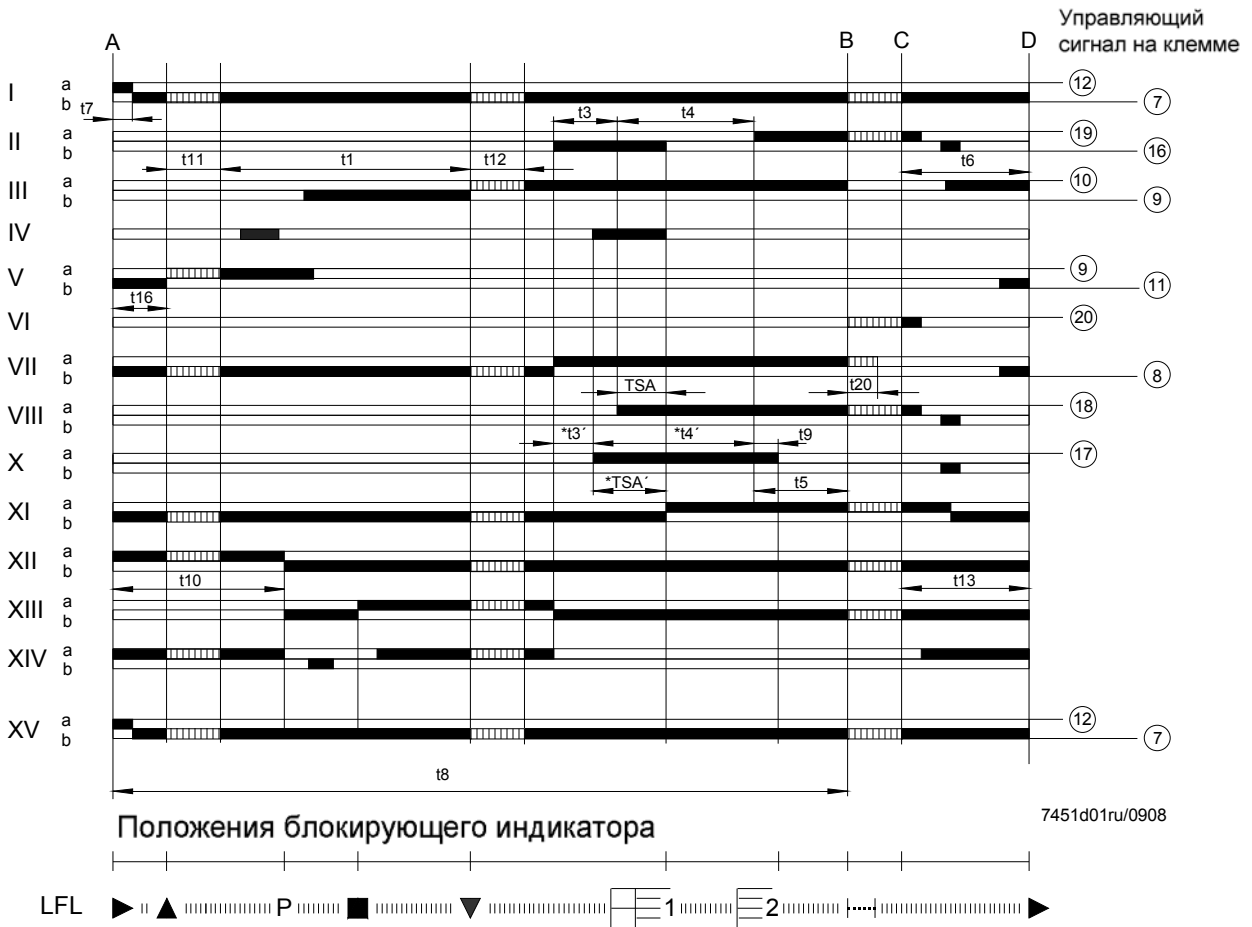 Управляющий
сигнал на клемме
A B C D
I a 12
b 7
t7
t3 t4
II a 19
b 16
t11 t1 t12 t6
III a 10
b 9
IV
V a 9
b 11
t16
VI 20
VII a
b 8
TSA t20
VIII a 18
b
*t3´ *t4´ t9
X a 17
b
*TSA´ t5
XI a
b
XII a
b
t10 t13
XIII a
b
XIV a
b
XV a 12
b 7
t8
Положения блокирующего индикатора
7451d01ru/0908
LFL P 1 2